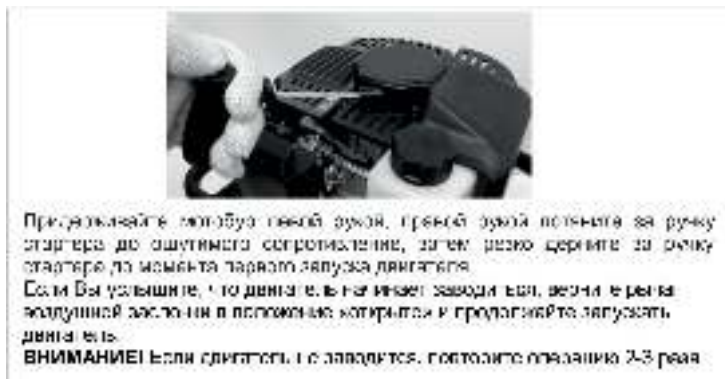 Придерживайте мотобур левой рукой, правой рукой потяните за ручку
стартера до ощутимого сопротивления, затем резко дерните за ручку
стартера до момента первого запуска двигателя.
Если Вы услышите, что двигатель начинает заводиться, верните рычаг
воздушной заслонки в положение «открытое» и продолжайте запускать
двигатель.
ВНИМАНИЕ! Если двигатель не заводится, повторите операцию 2-3 раза